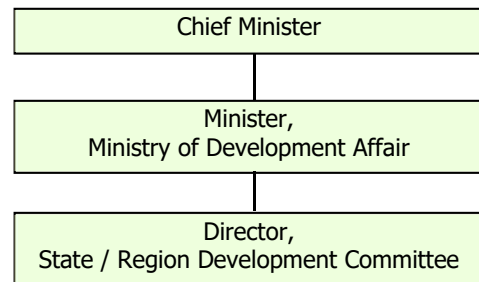 Chief Minister
Minister,
Ministry of Development Affair
Director,
State / Region Development Committee